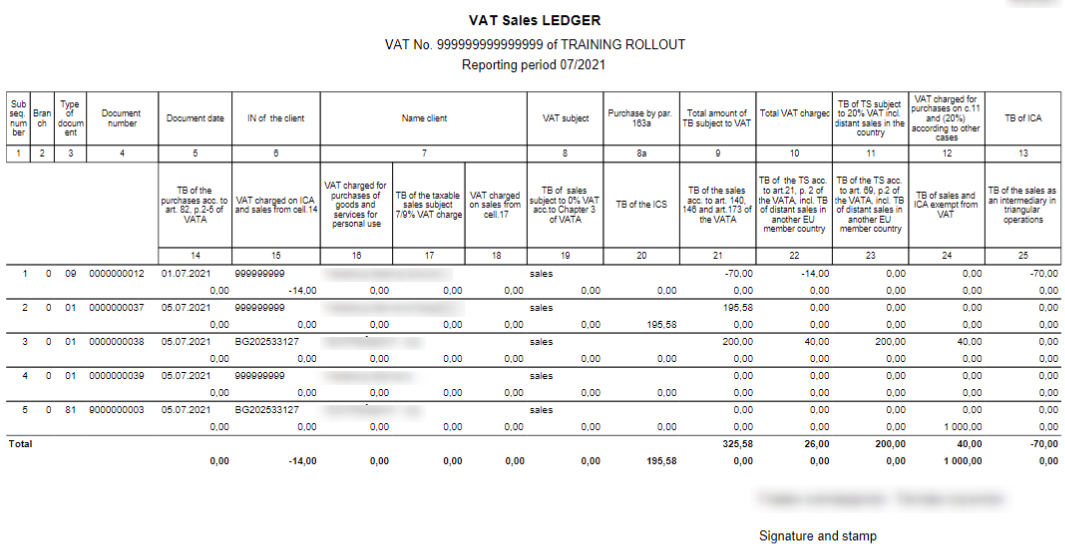 VAT Sales LEDGER
VAT No. 999999999999999 of TRAINING ROLLOUT
Reporting period 07/2021
Sub seq. num ber | Bran ch | Type of docum ent | Document number | Document date | IN of the client | Name client | VAT subject | Purchase by par. 163a | Total amount of TB subject to VAT | Total VAT charged | TB of TS subject to 20% VAT incl. distant sales in the country | VAT charged for purchases on c.11 and (20%) according to other cases | TB of ICA
1 2 3 4 5 6 7 8 8a 9 10 11 12 13
TB of the purchases acc. to art. 82, p.2-5 of VATA | VAT charged on ICA and sales from cell.14 | VAT charged for purchases of goods and services for personal use | TB of the taxable sales subject 7/9% VAT charge | VAT charged on sales from cell.17 | TB of sales subject to 0% VAT acc.to Chapter 3 of VATA | TB of the ICS | TB of the sales acc. to art. 140, 146 and art.173 of the VATA | TB of the TS acc. to art.21, p. 2 of the VATA, incl. TB of distant sales in another EU member country | TB of the TS acc. to art. 69, p.2 of the VATA, incl. TB of distant sales in another EU member country | TB of sales and ICA exempt from VAT | TB of the sales as an intermediary in triangular operations
14 15 16 17 18 19 20 21 22 23 24 25
1 0 09 0000000012 01.07.2021 999999999 sales -70,00 -14,00 0,00 0,00 -70,00
0,00 -14,00 0,00 0,00 0,00 0,00 0,00 0,00 0,00 0,00 0,00 0,00
2 0 01 0000000037 05.07.2021 999999999 sales 195,58 0,00 0,00 0,00 0,00
0,00 0,00 0,00 0,00 0,00 0,00 195,58 0,00 0,00 0,00 0,00 0,00
3 0 01 0000000038 05.07.2021 BG202533127 sales 200,00 40,00 200,00 40,00 0,00
0,00 0,00 0,00 0,00 0,00 0,00 0,00 0,00 0,00 0,00 0,00 0,00
4 0 01 0000000039 05.07.2021 999999999 sales 0,00 0,00 0,00 0,00 0,00
0,00 0,00 0,00 0,00 0,00 0,00 0,00 0,00 0,00 0,00 0,00 0,00
5 0 81 9000000003 05.07.2021 BG202533127 sales 0,00 0,00 0,00 0,00 0,00
0,00 0,00 0,00 0,00 0,00 0,00 0,00 0,00 0,00 0,00 1 000,00 0,00
Total 325,58 26,00 200,00 40,00 -70,00
0,00 -14,00 0,00 0,00 0,00 0,00 195,58 0,00 0,00 0,00 1 000,00 0,00
Signature and stamp